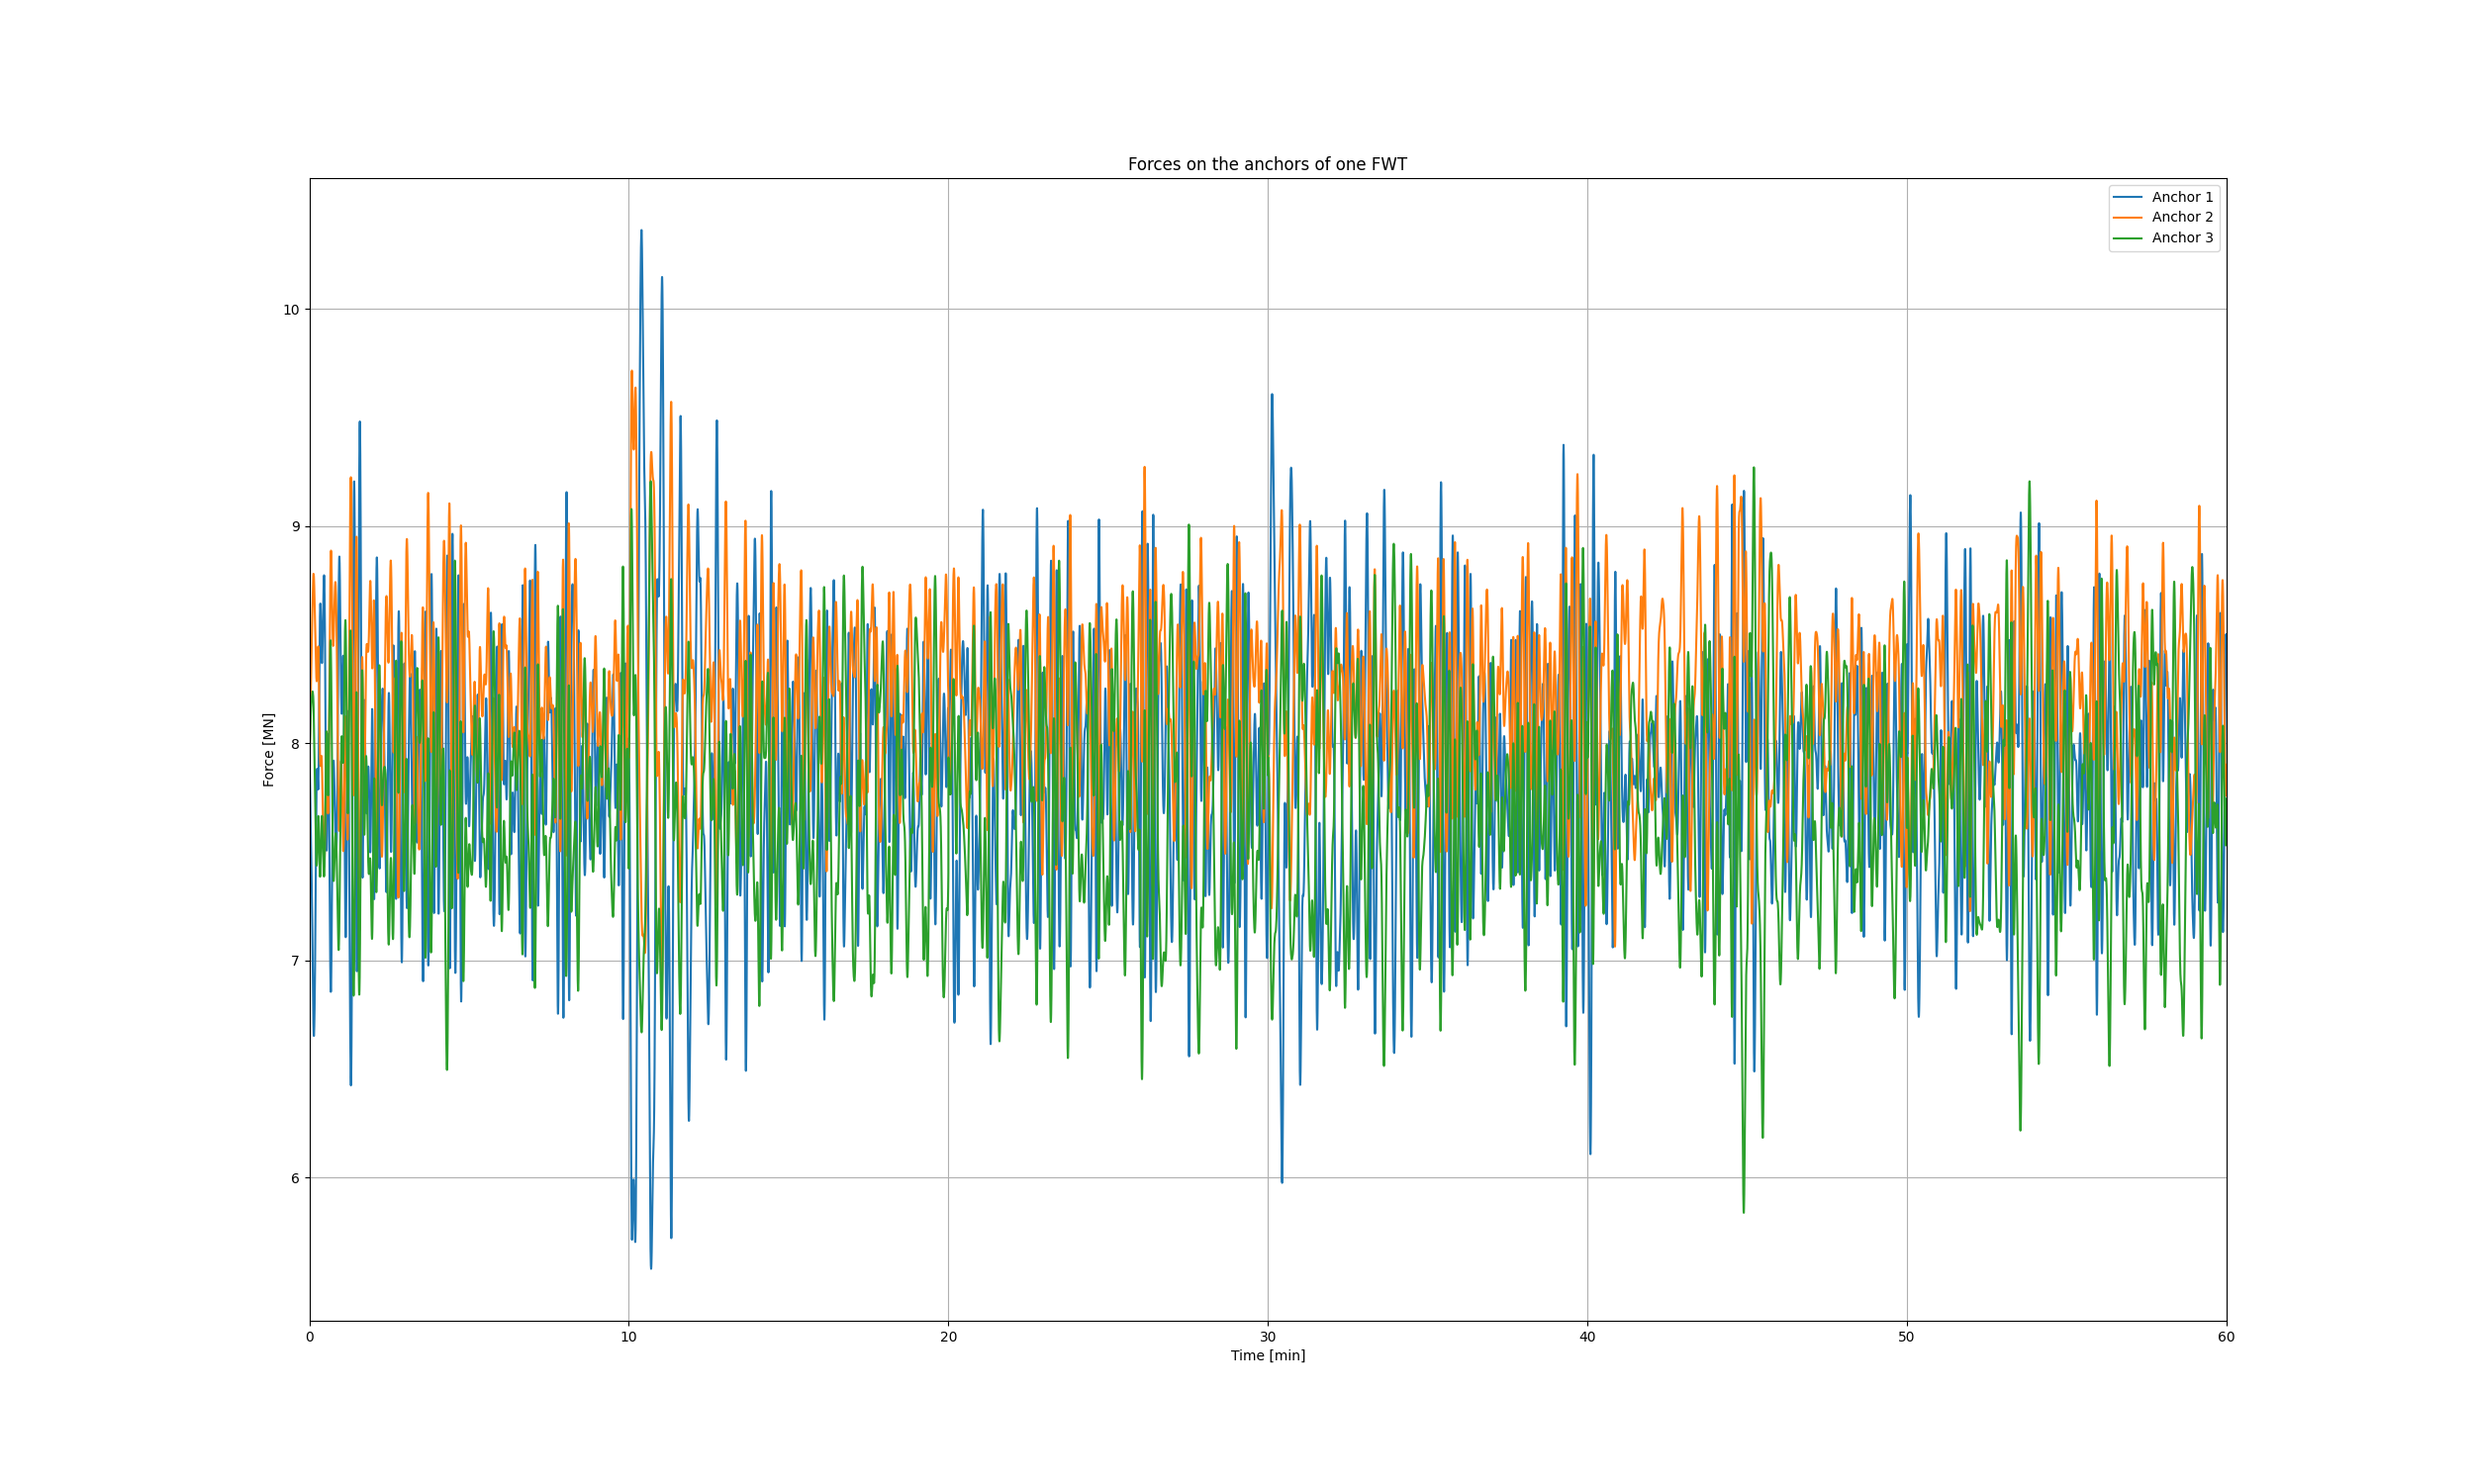 Forces on the anchors of one FWT
Anchor 1
Anchor 2
Anchor 3
Force [MN]
10
9
8
7
6
0 10 20 30 40 50 60
Time [min]